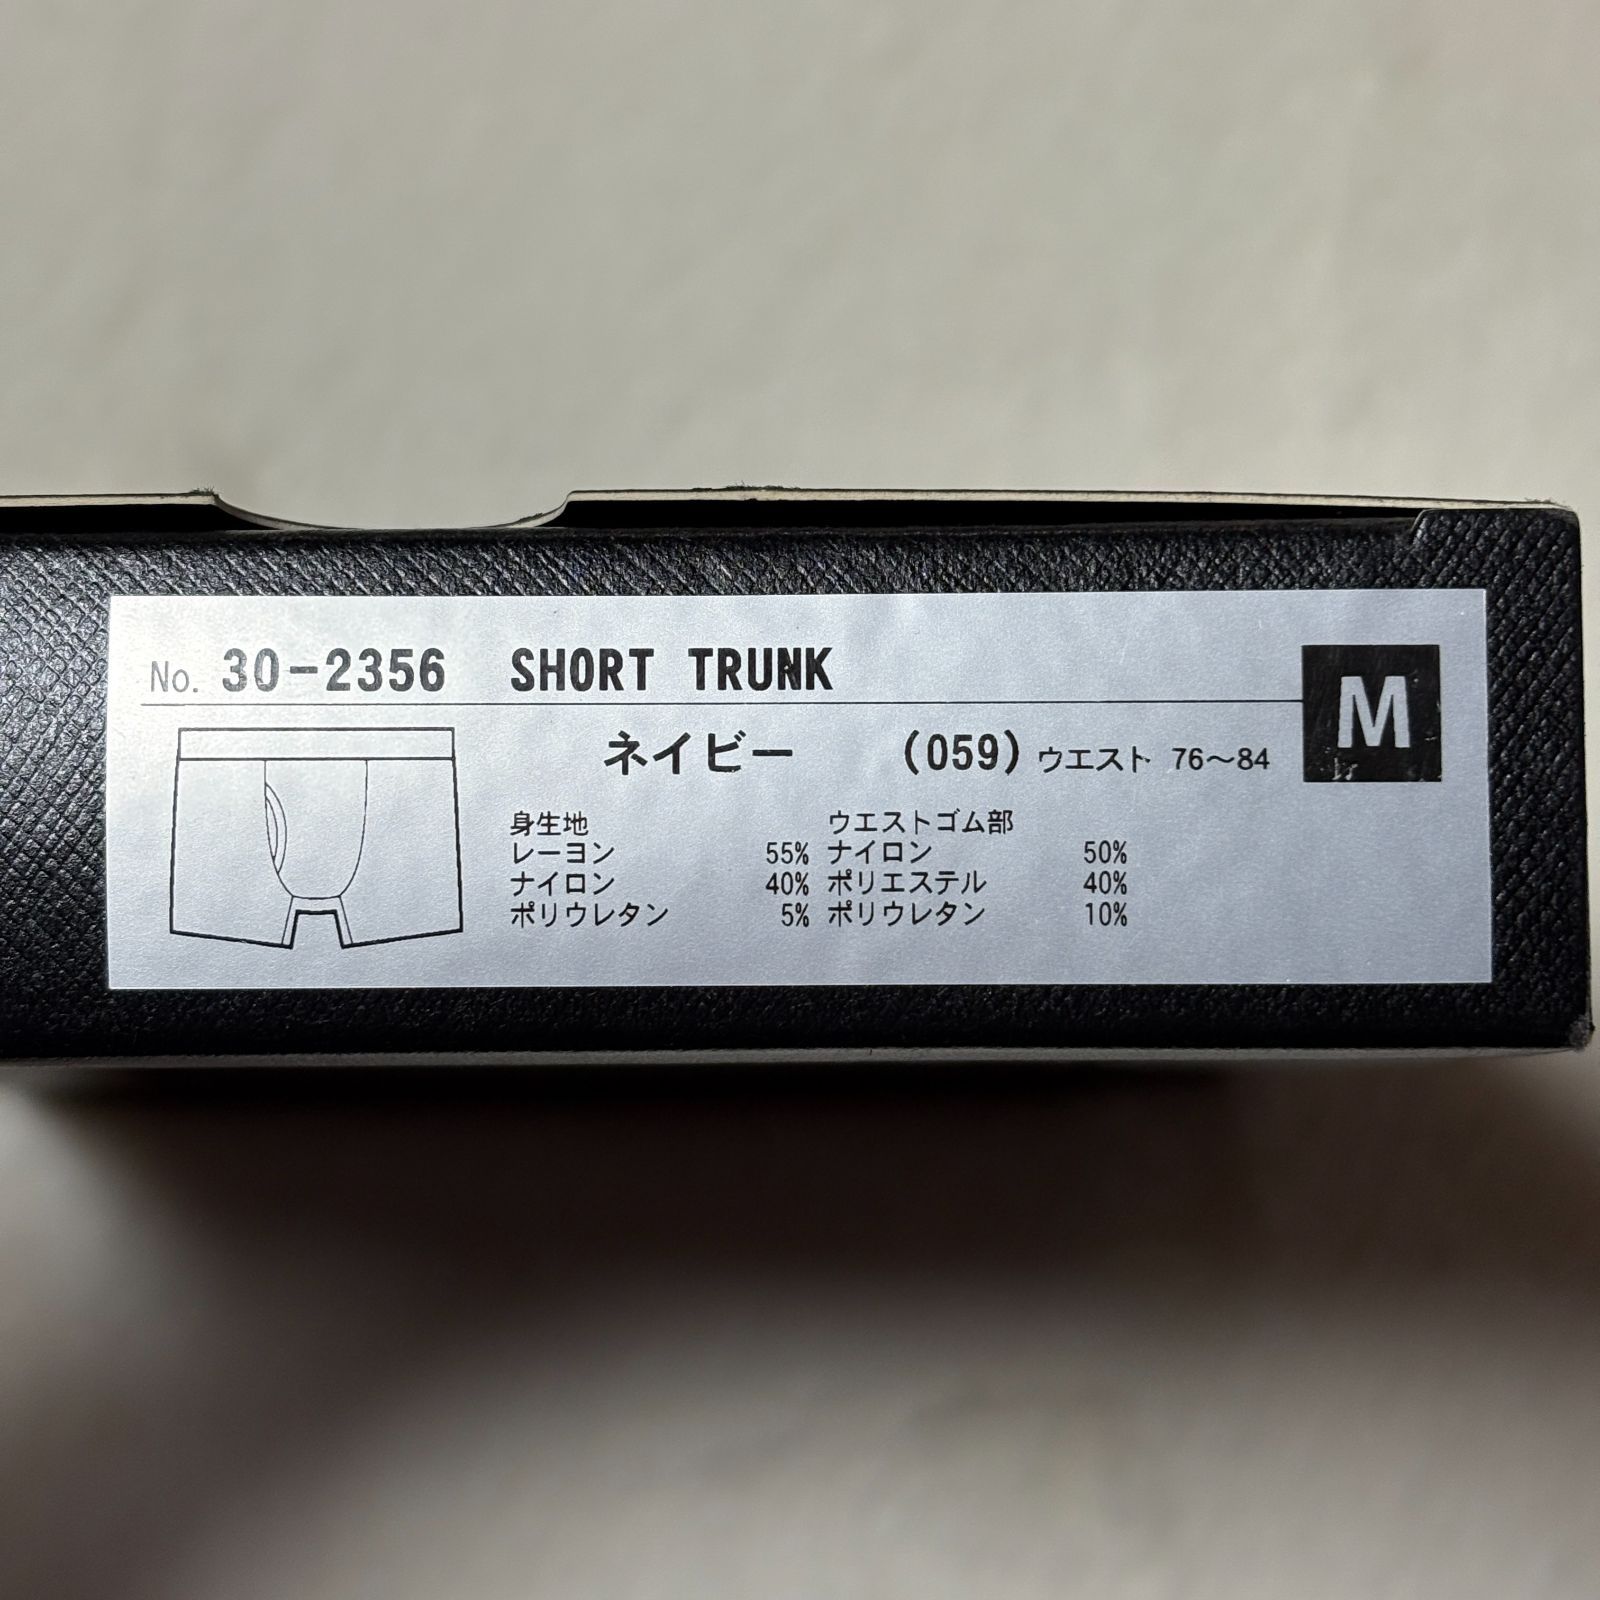 No. 30-2356 SHORT TRUNK
M
ネイビー (059) ウエスト 76～84
身生地 ウエストゴム部
レーヨン 55% ナイロン 50%
ナイロン 40% ポリエステル 40%
ポリウレタン 5% ポリウレタン 10%